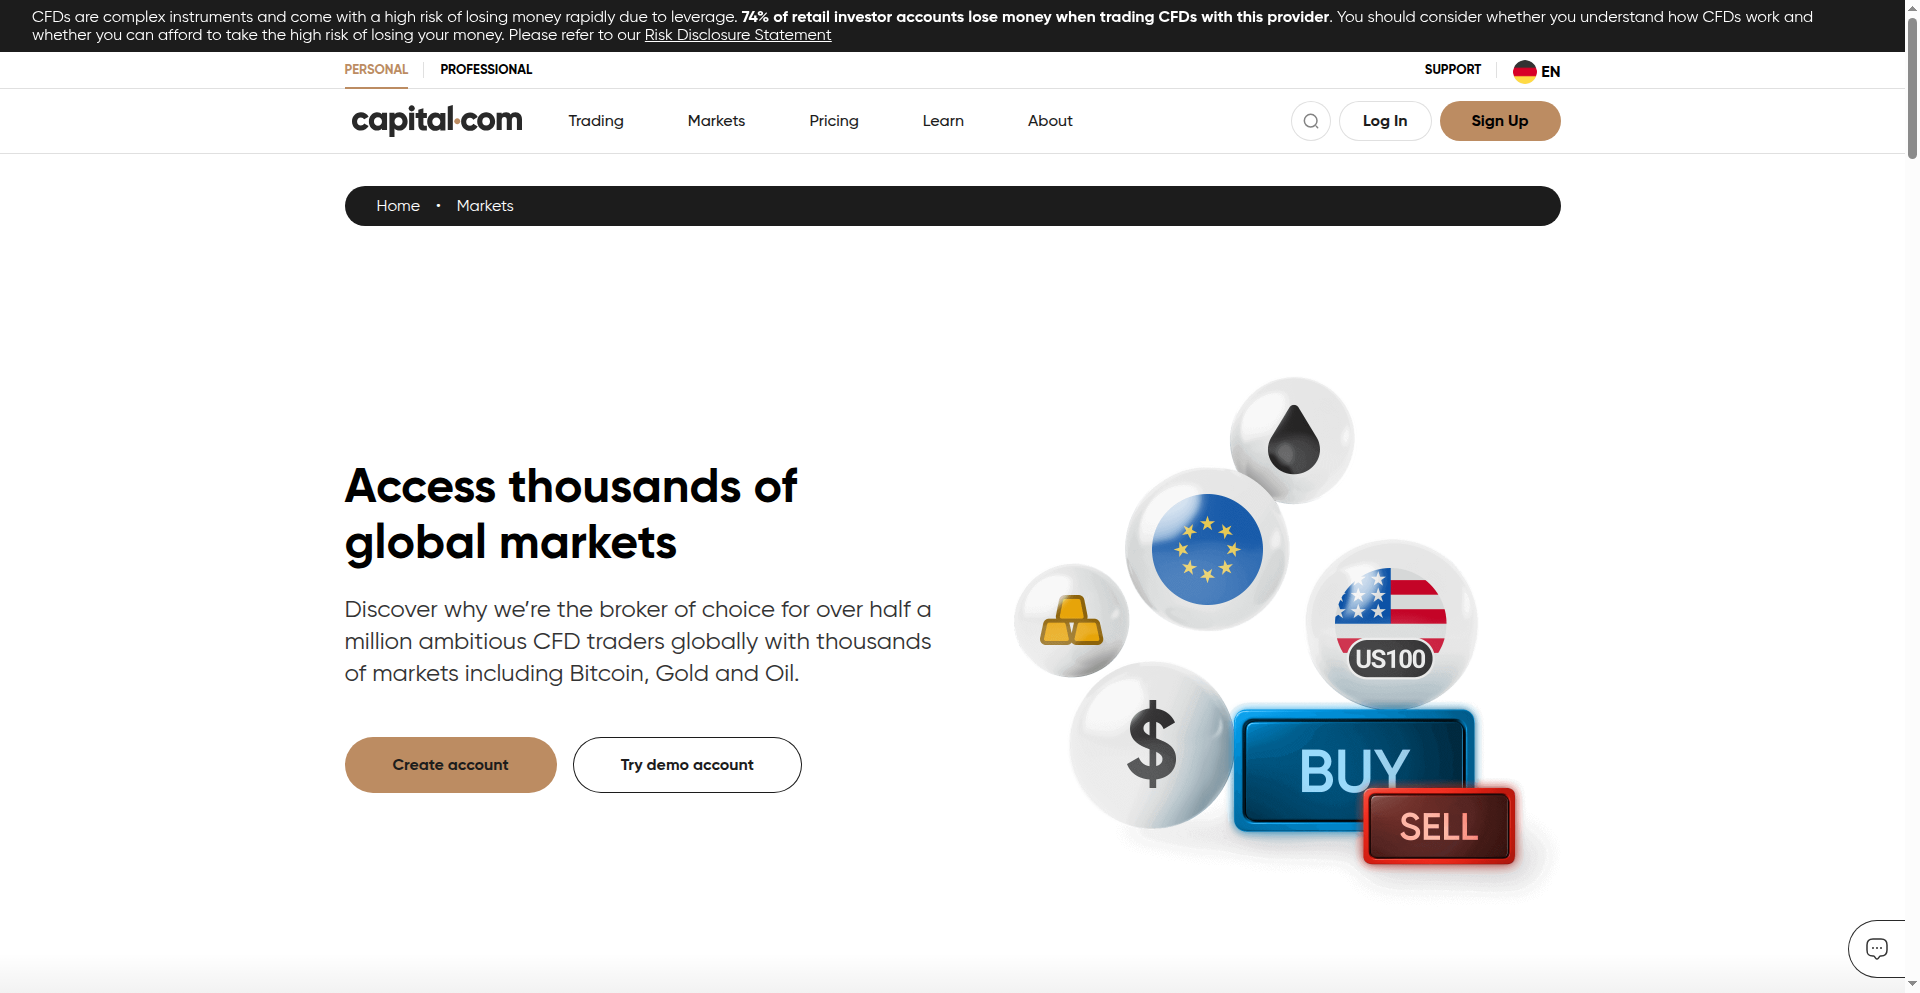 CFDs are complex instruments and come with a high risk of losing money rapidly due to leverage. 74% of retail investor accounts lose money when trading CFDs with this provider. You should consider whether you understand how CFDs work and
whether you can afford to take the high risk of losing your money. Please refer to our Risk Disclosure Statement
PERSONAL PROFESSIONAL SUPPORT EN
capital.com Trading Markets Pricing Learn About Log In Sign Up
Home • Markets
Access thousands of
global markets
Discover why we’re the broker of choice for over half a
million ambitious CFD traders globally with thousands
of markets including Bitcoin, Gold and Oil.
Create account Try demo account
US100
$
BUY
SELL